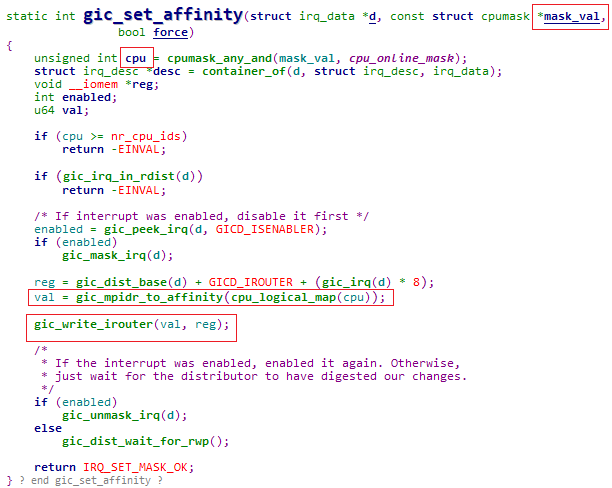 static int gic_set_affinity(struct irq_data *d, const struct cpumask *mask_val,
bool force)
{
unsigned int cpu = cpumask_any_and(mask_val, cpu_online_mask);
struct irq_desc *desc = container_of(d, struct irq_desc, irq_data);
void __iomem *reg;
int enabled;
u64 val;
if (cpu >= nr_cpu_ids)
return -EINVAL;
if (gic_irq_in_rdist(d))
return -EINVAL;
/* If interrupt was enabled, disable it first */
enabled = gic_peek_irq(d, GICD_ISENABLER);
if (enabled)
gic_mask_irq(d);
reg = gic_dist_base(d) + GICD_IROUTER + (gic_irq(d) * 8);
val = gic_mpidr_to_affinity(cpu_logical_map(cpu));
gic_write_irouter(val, reg);
/*
* If the interrupt was enabled, enabled it again. Otherwise,
* just wait for the distributor to have digested our changes.
*/
if (enabled)
gic_unmask_irq(d);
else
gic_dist_wait_for_rwp();
return IRQ_SET_MASK_OK;
} ? end gic_set_affinity ?